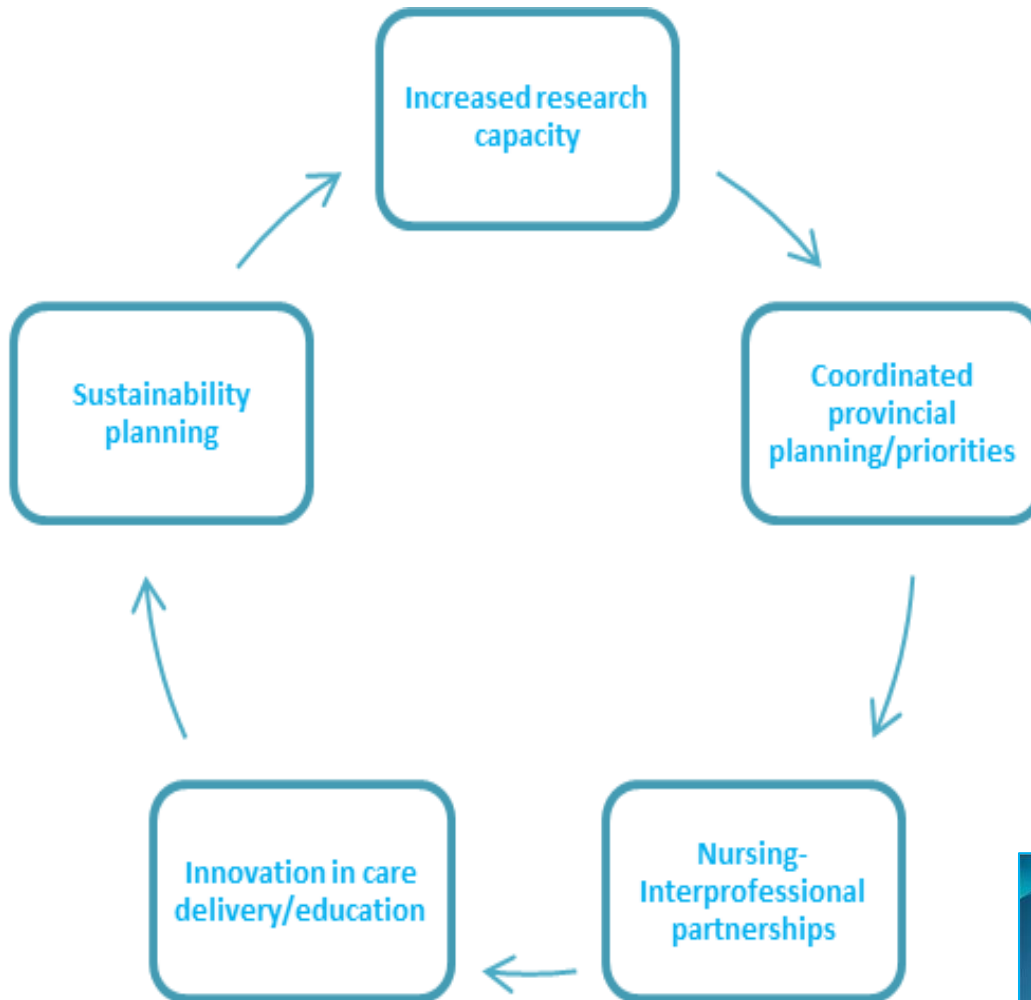 Increased research
capacity
Coordinated
provincial
planning/priorities
Nursing-
Interprofessional
partnerships
Innovation in care
delivery/education
Sustainability
planning